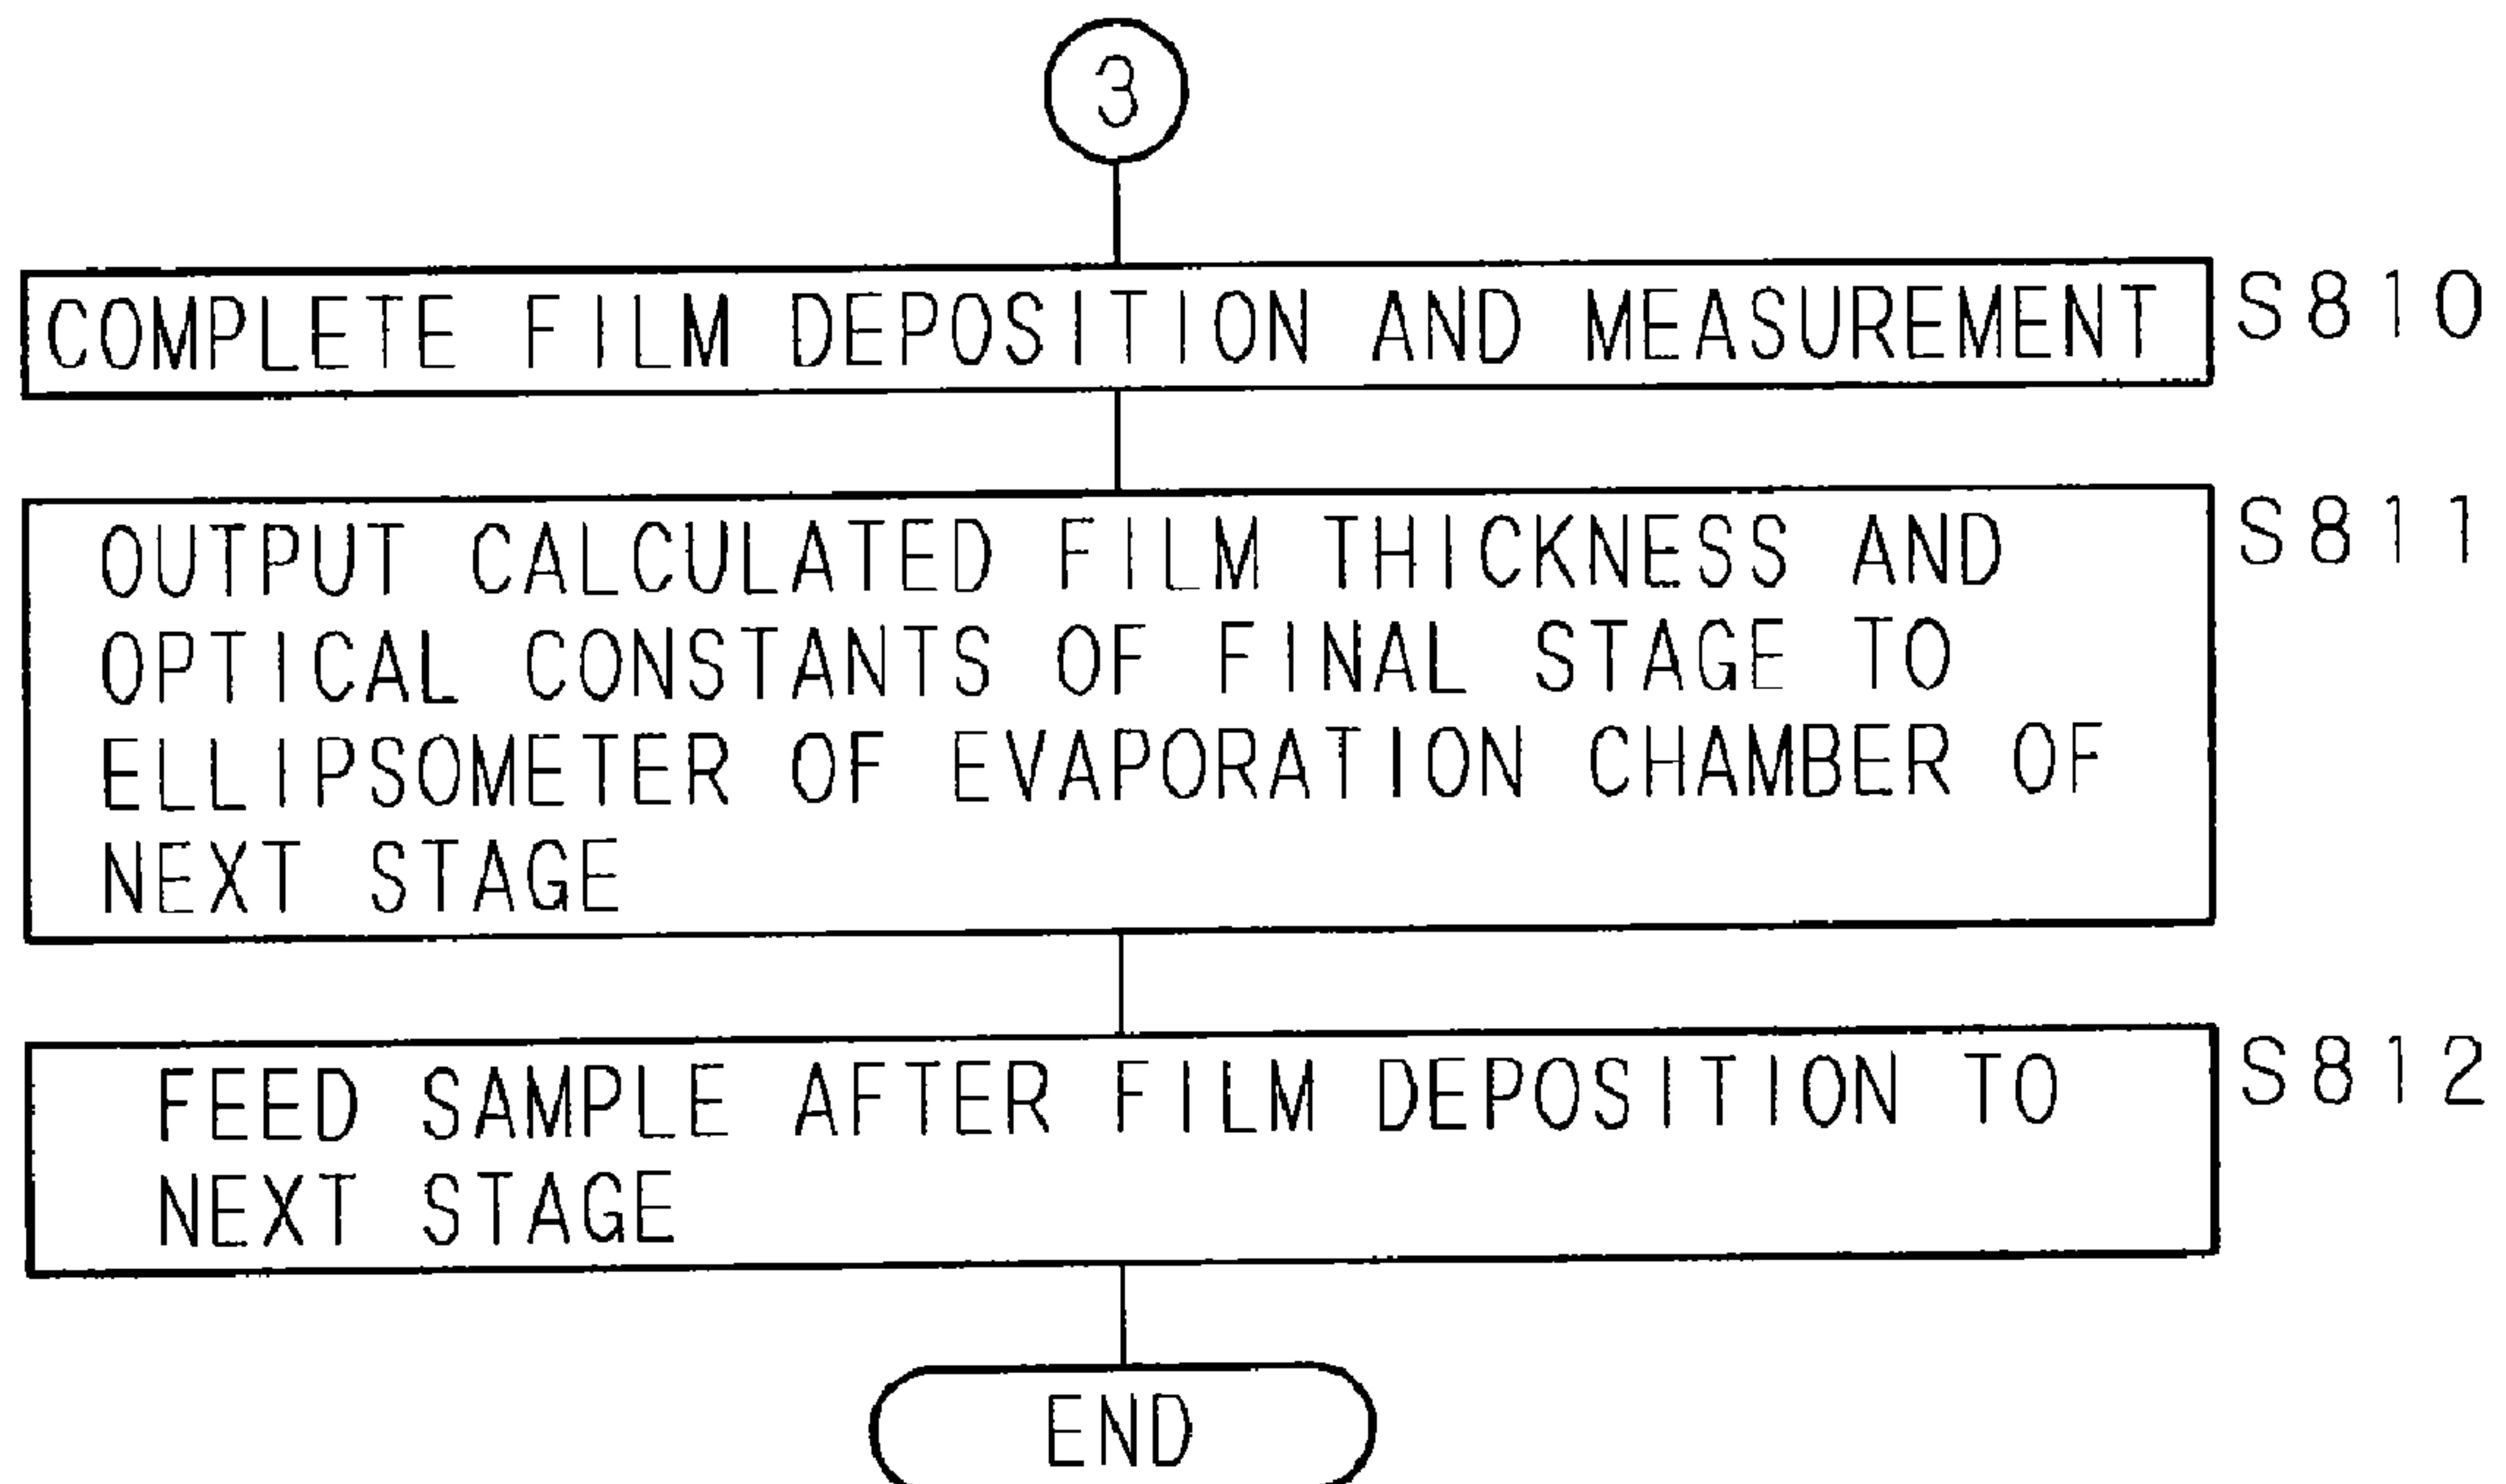 3
COMPLETE FILM DEPOSITION AND MEASUREMENT
S810
OUTPUT CALCULATED FILM THICKNESS AND
OPTICAL CONSTANTS OF FINAL STAGE TO
ELLIPSOMETER OF EVAPORATION CHAMBER OF
NEXT STAGE
S811
FEED SAMPLE AFTER FILM DEPOSITION TO
NEXT STAGE
S812
END